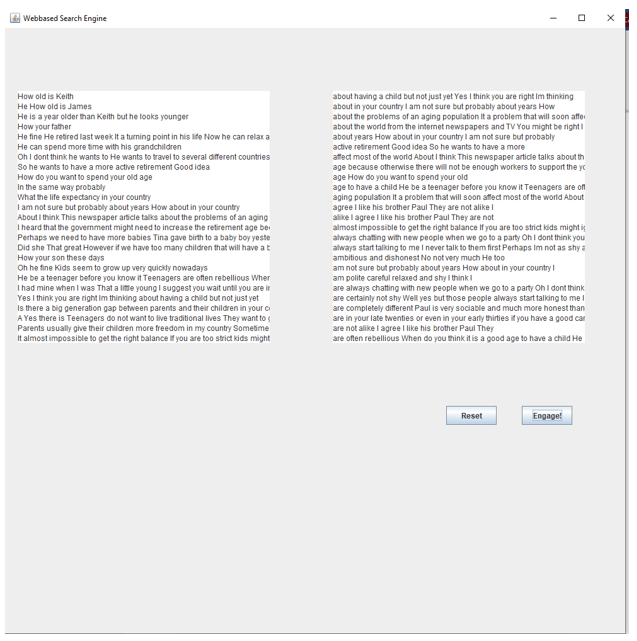 Webbased Search Engine
How old is Keith
He How old is James
He is a year older than Keith but he looks younger
How your father
He fine He retired last week It a turning point in his life Now he can relax a
He can spend more time with his grandchildren
Oh I dont think he wants to He wants to travel to several different countries
So he wants to have a more active retirement Good idea
How do you want to spend your old age
In the same way probably
What the life expectancy in your country
I am not sure but probably about years How about in your country
About I think This newspaper article talks about the problems of an aging
I heard that the government might need to increase the retirement age be
Perhaps we need to have more babies Tina gave birth to a baby boy yeste
Did she That great However if we have too many children that will have a b
How your son these days
Oh he fine Kids seem to grow up very quickly nowadays
He be a teenager before you know it Teenagers are often rebellious When
I had mine when I was That a little young I suggest you wait until you are i
Yes I think you are right Im thinking about having a child but not just yet
Is there a big generation gap between parents and their children in your c
A Yes there is Teenagers do not want to live traditional lives They want to g
Parents usually give their children more freedom in my country Sometime
It almost impossible to get the right balance If you are too strict kids might
about having a child but not just yet Yes I think you are right Im thinking
about in your country I am not sure but probably about years How
about the problems of an aging population It a problem that will soon affe
about the world from the internet newspapers and TV You might be right I
about years How about in your country I am not sure but probably
active retirement Good idea So he wants to have a more
affect most of the world About I think This newspaper article talks about th
age because otherwise there will not be enough workers to support the yo
age How do you want to spend your old
age to have a child He be a teenager before you know it Teenagers are oft
aging population It a problem that will soon affect most of the world About
agree I like his brother Paul They are not alike I
alike I agree I like his brother Paul They are not
almost impossible to get the right balance If you are too strict kids might ig
always chatting with new people when we go to a party Oh I dont think you
always start talking to me I never talk to them first Perhaps Im not as shy a
ambitious and dishonest No not very much He too
am not sure but probably about years How about in your country I
am polite careful relaxed and shy I think I
are always chatting with new people when we go to a party Oh I dont think
are certainly not shy Well yes but those people always start talking to me I
are completely different Paul is very sociable and much more honest than
are in your late twenties or even in your early thirties if you have a good car
are not alike I agree I like his brother Paul They
are often rebellious When do you think it is a good age to have a child He
Reset
Engage!